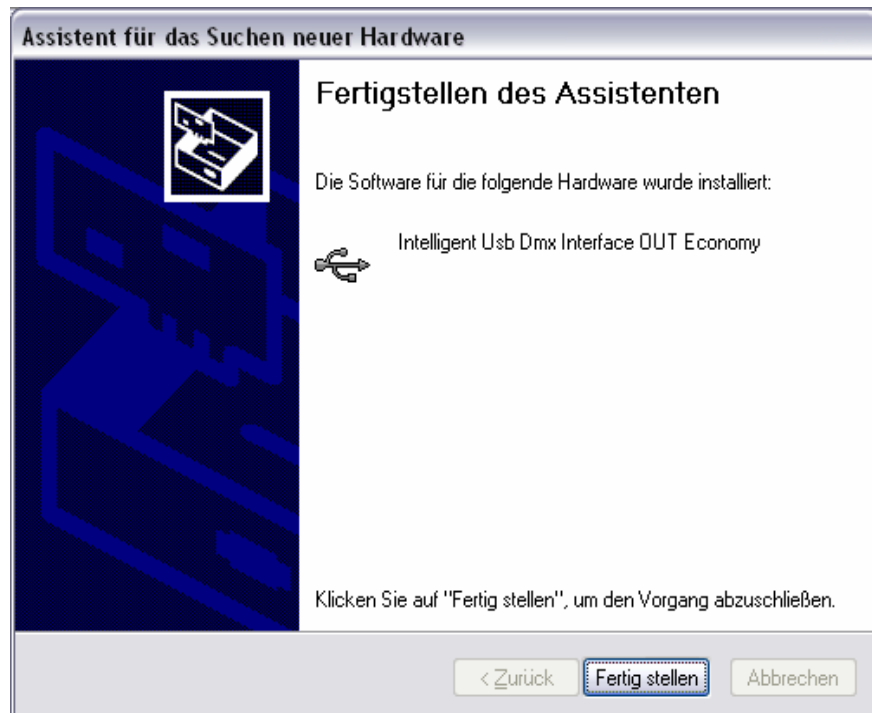 Assistent für das Suchen neuer Hardware
Fertigstellen des Assistenten
Die Software für die folgende Hardware wurde installiert:
Intelligent Usb Dmx Interface OUT Economy
Klicken Sie auf "Fertig stellen", um den Vorgang abzuschließen.
< Zurück
Fertig stellen
Abbrechen